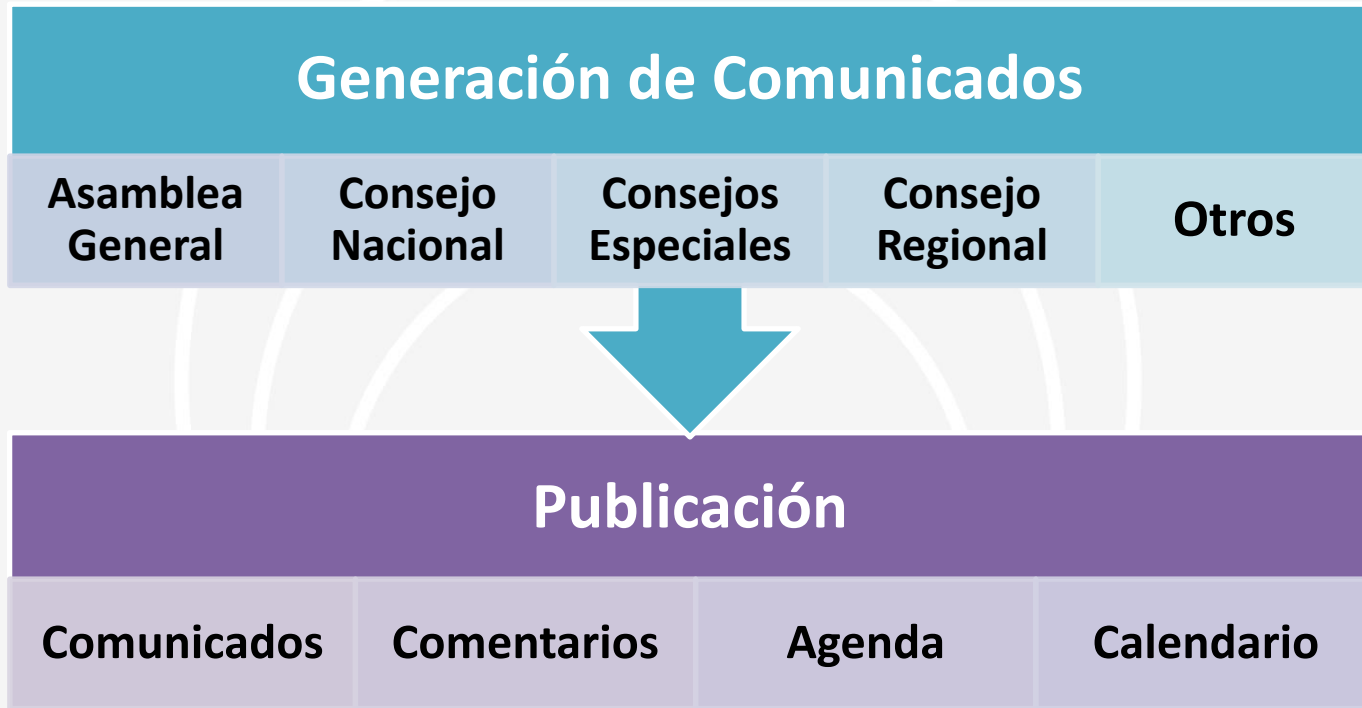 Generación de Comunicados
Asamblea
General
Consejo
Nacional
Consejos
Especiales
Consejo
Regional
Otros
Publicación
Comunicados
Comentarios
Agenda
Calendario